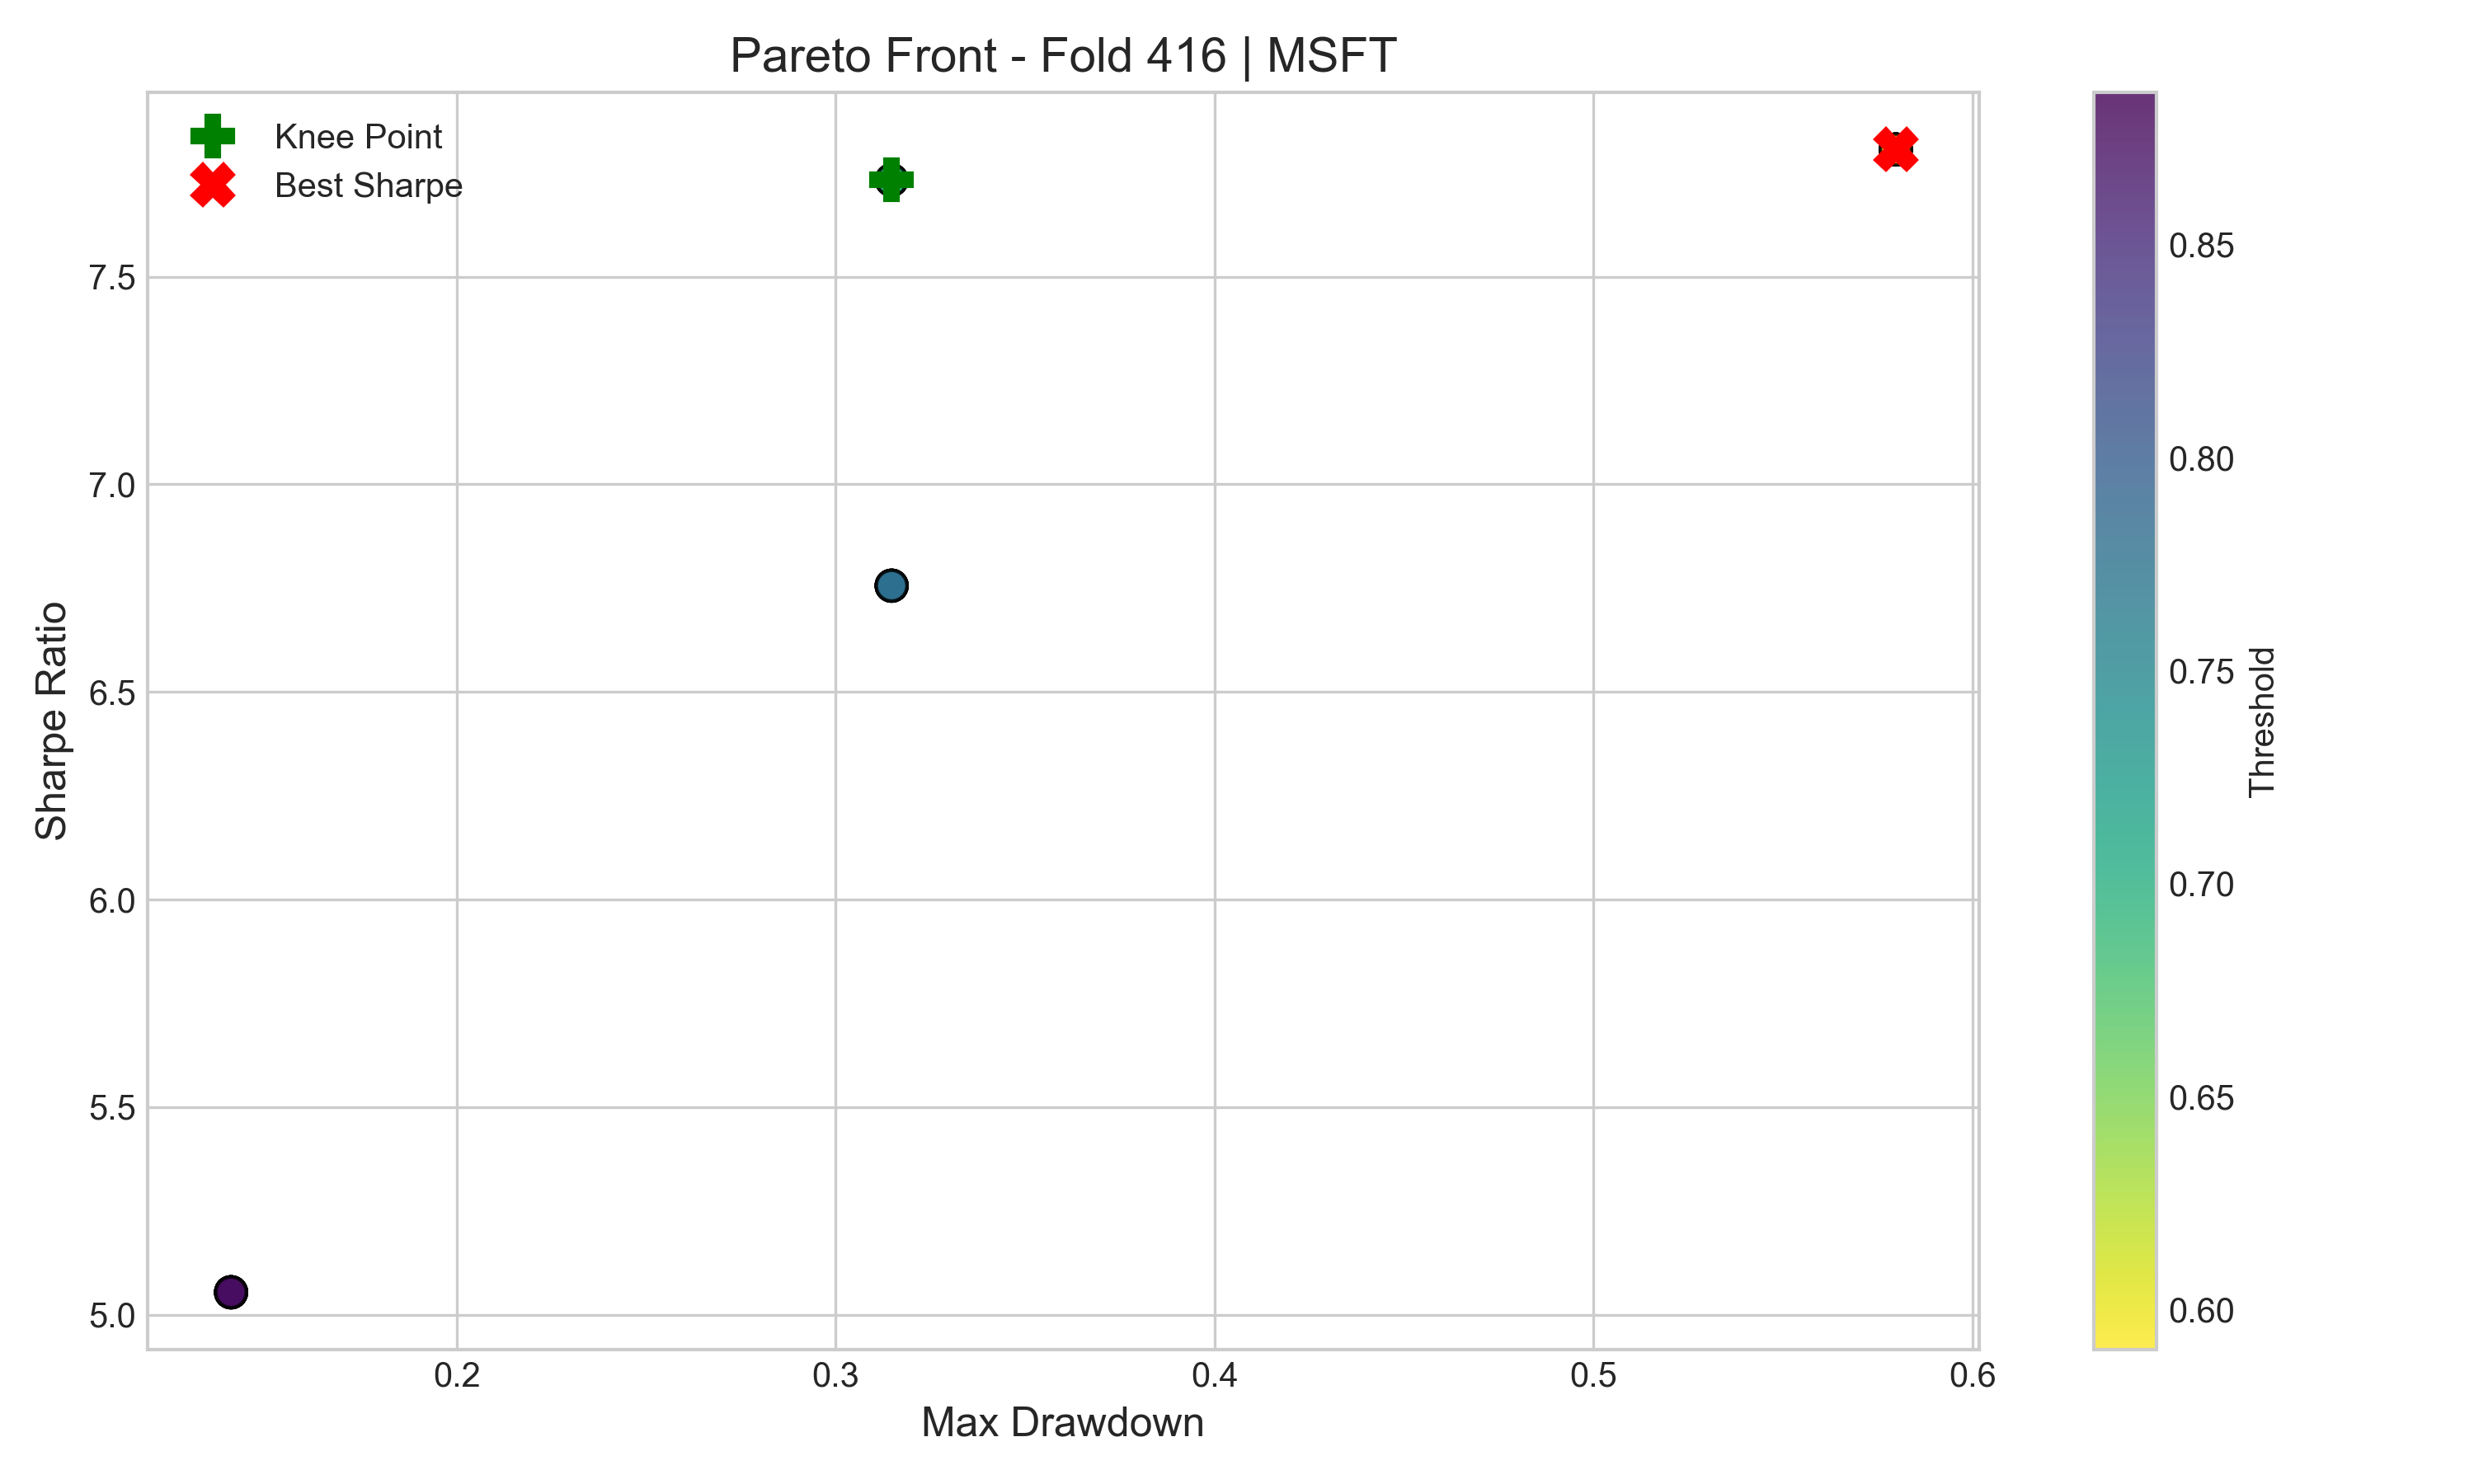 Pareto Front - Fold 416 | MSFT
Knee Point
Best Sharpe
Sharpe Ratio
7.5
7.0
6.5
6.0
5.5
5.0
0.2
0.3
0.4
0.5
0.6
Max Drawdown
0.85
0.80
0.75
0.70
0.65
0.60
Threshold